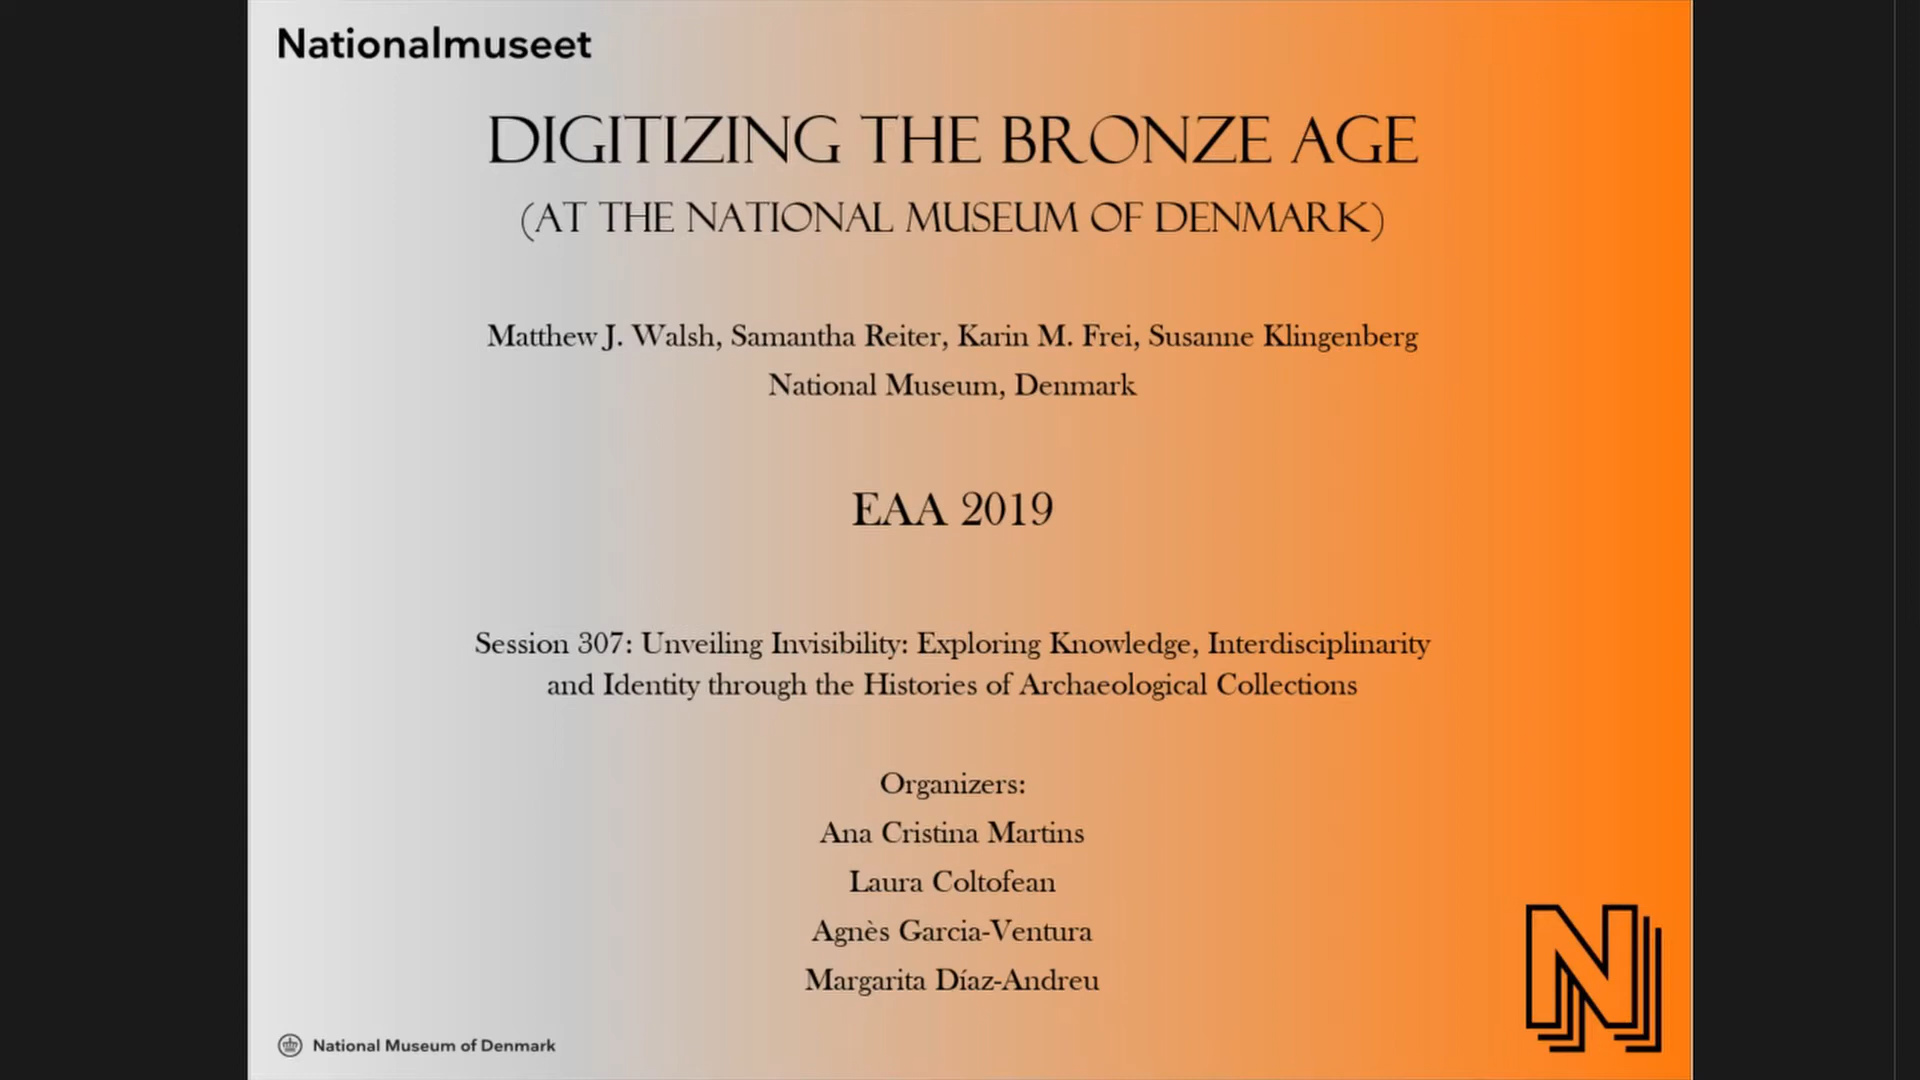 Nationalmuseet
DIGITIZING THE BRONZE AGE
(AT THE NATIONAL MUSEUM OF DENMARK)
Matthew J. Walsh, Samantha Reiter, Karin M. Frei, Susanne Klingenberg
National Museum, Denmark
EAA 2019
Session 307: Unveiling Invisibility: Exploring Knowledge, Interdisciplinarity
and Identity through the Histories of Archaeological Collections
Organizers:
Ana Cristina Martins
Laura Coltofean
Agnès Garcia-Ventura
Margarita Díaz-Andreu
N
National Museum of Denmark